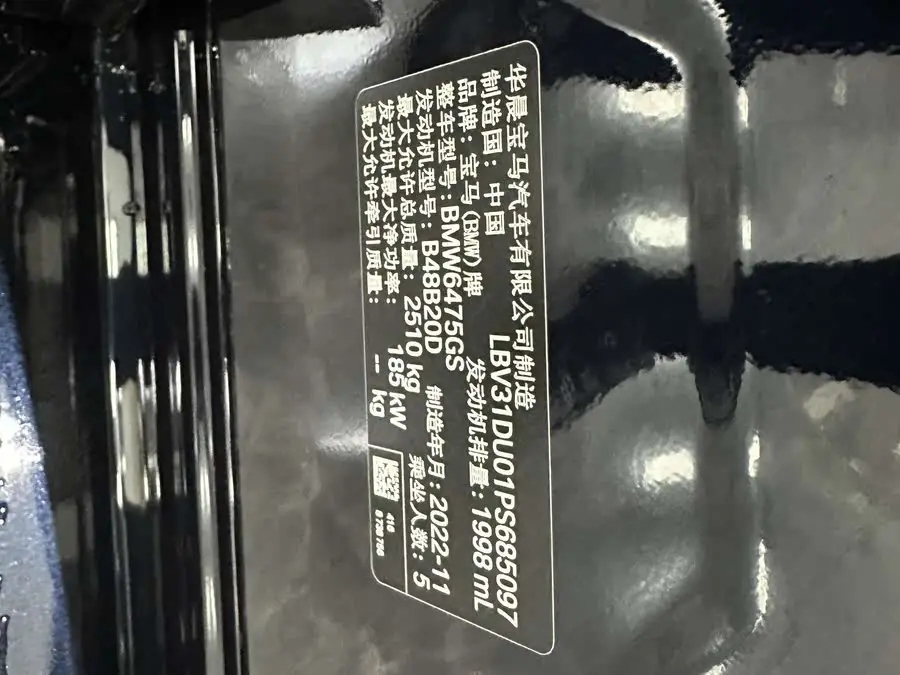 华晨宝马汽车有限公司制造
制造国：中国 LBV31DU01PS685097
品牌：宝马(BMW)牌 发动机排量：1998 mL
整车型号：BMW6475GS
发动机型号：B48B20D 制造年月：2022-11
最大允许总质量：2510 kg 乘坐人数：5
发动机最大净功率：185 kW
最大允许牵引质量：-- kg